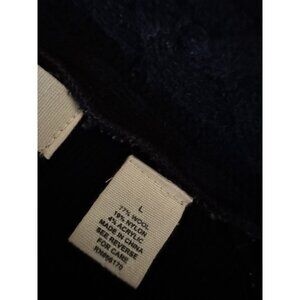 L
77% WOOL
19% NYLON
4% ACRYLIC
MADE IN CHINA
SEE REVERSE
FOR CARE